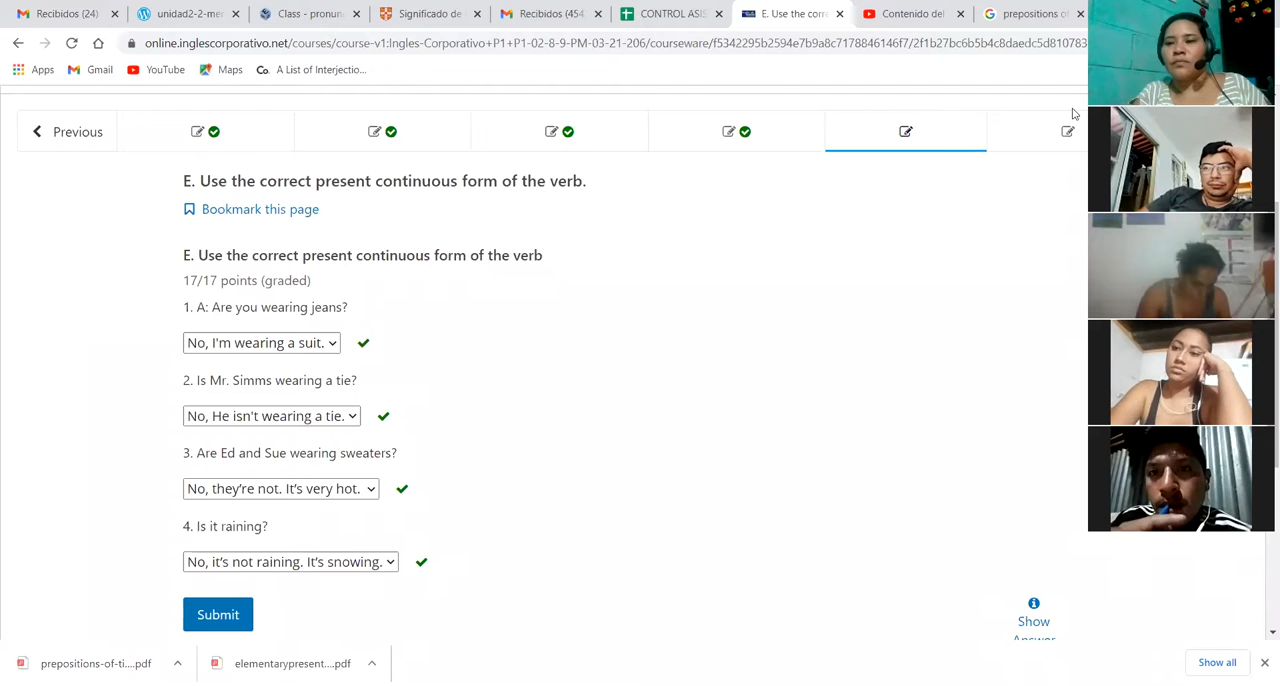 Recibidos (24)
unidad2-2-mer
Class - pronun
Significado de
Recibidos (454
CONTROL ASIS
E. Use the corre
Contenido del
prepositions of
online.inglescorporativo.net/courses/course-v1:Ingles-Corporativo+P1+P1-02-8-9-PM-03-21-206/courseware/f5342295b2594e7b9a8c7178846146f7/2f1b27bc6b5b4c8daedc5d810783
Apps
Gmail
YouTube
Maps
Co. A List of Interjectio...
Previous
E. Use the correct present continuous form of the verb.
Bookmark this page
E. Use the correct present continuous form of the verb
17/17 points (graded)
1. A: Are you wearing jeans?
No, I'm wearing a suit.
2. Is Mr. Simms wearing a tie?
No, He isn't wearing a tie.
3. Are Ed and Sue wearing sweaters?
No, they're not. It's very hot.
4. Is it raining?
No, it's not raining. It's snowing.
Submit
Show
Answer
prepositions-of-ti....pdf
elementarypresent....pdf
Show all